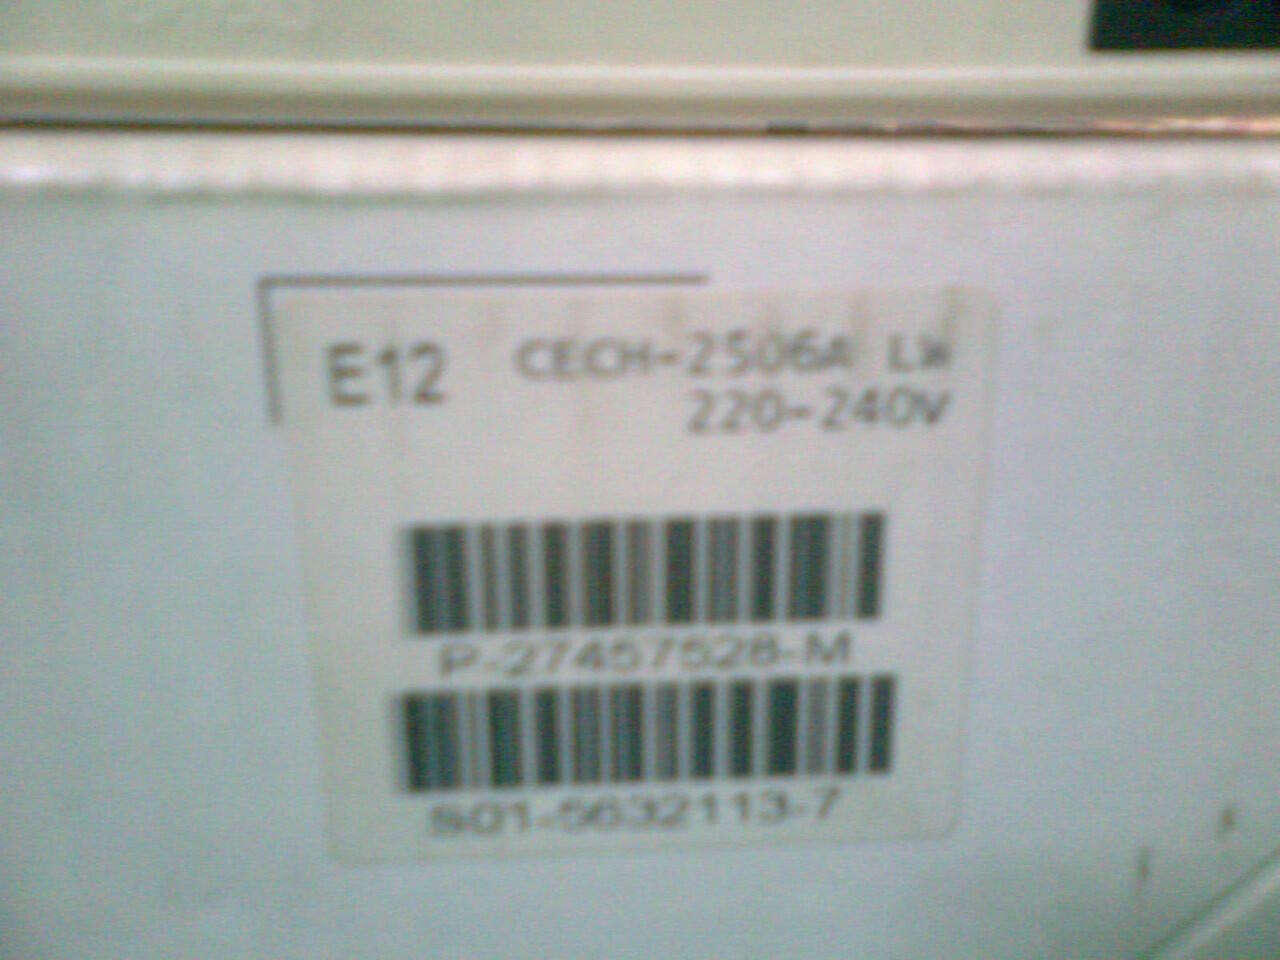 E12 CECH-2506A LW
220-240V
P-27457528-M
S01-5632113-7